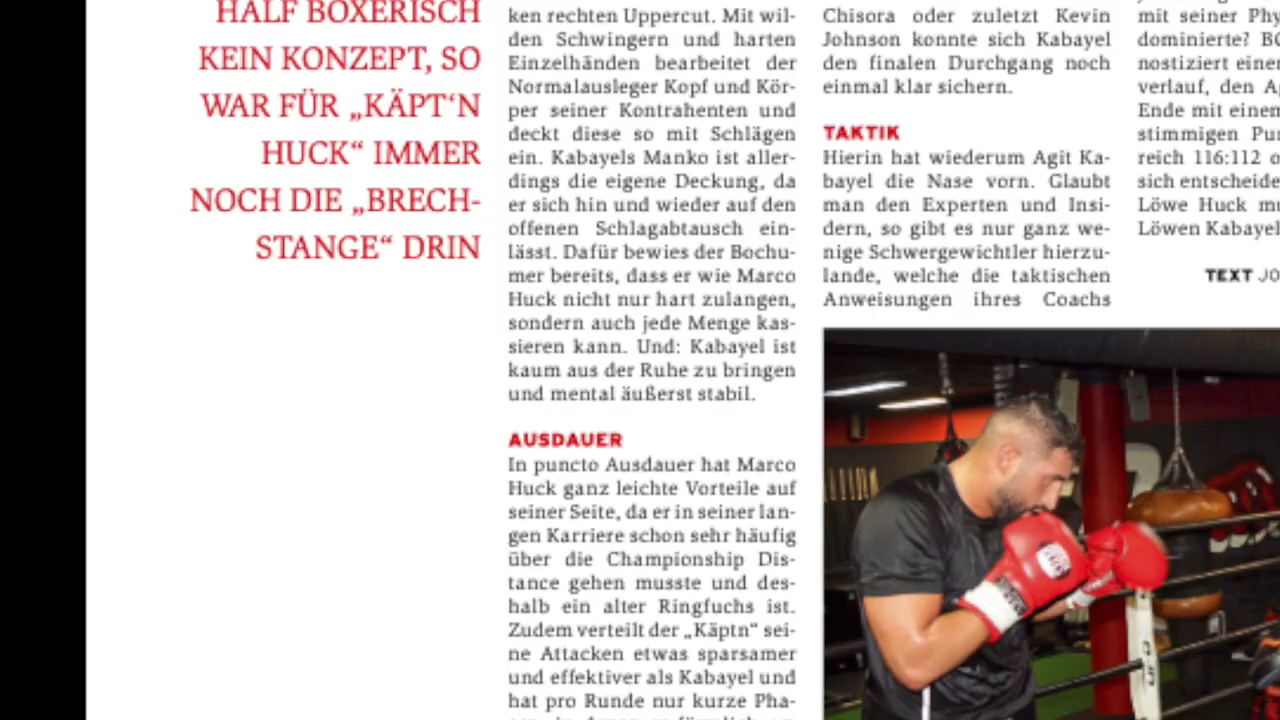 HALF BOXERISCH
KEIN KONZEPT, SO
WAR FÜR „KÄPT‘N
HUCK“ IMMER
NOCH DIE „BRECH-
STANGE“ DRIN
ken rechten Uppercut. Mit wil-
den Schwingern und harten
Einzelhänden bearbeitet der
Normalausleger Kopf und Kör-
per seiner Kontrahenten und
deckt diese so mit Schlägen
ein. Kabayels Manko ist aller-
dings die eigene Deckung, da
er sich hin und wieder auf den
offenen Schlagabtausch ein-
lässt. Dafür bewies der Bochu-
mer bereits, dass er wie Marco
Huck nicht nur hart zulangen,
sondern auch jede Menge kas-
sieren kann. Und: Kabayel ist
kaum aus der Ruhe zu bringen
und mental äußerst stabil.
AUSDAUER
In puncto Ausdauer hat Marco
Huck ganz leichte Vorteile auf
seiner Seite, da er in seiner lan-
gen Karriere schon sehr häufig
über die Championship Dis-
tance gehen musste und des-
halb ein alter Ringfuchs ist.
Zudem verteilt der „Käptn“ sei-
ne Attacken etwas sparsamer
und effektiver als Kabayel und
hat pro Runde nur kurze Pha-
Chisora oder zuletzt Kevin
Johnson konnte sich Kabayel
den finalen Durchgang noch
einmal klar sichern.
TAKTIK
Hierin hat wiederum Agit Ka-
bayel die Nase vorn. Glaubt
man den Experten und Insi-
dern, so gibt es nur ganz we-
nige Schwergewichtler hierzu-
lande, welche die taktischen
Anweisungen ihres Coachs
mit seiner Phy
dominierte? BO
nostiziert einen
verlauf, den Ag
Ende mit einem
stimmigen Pun
reich 116:112 o
sich entscheide
Löwe Huck mu
Löwen Kabayel
TEXT JO